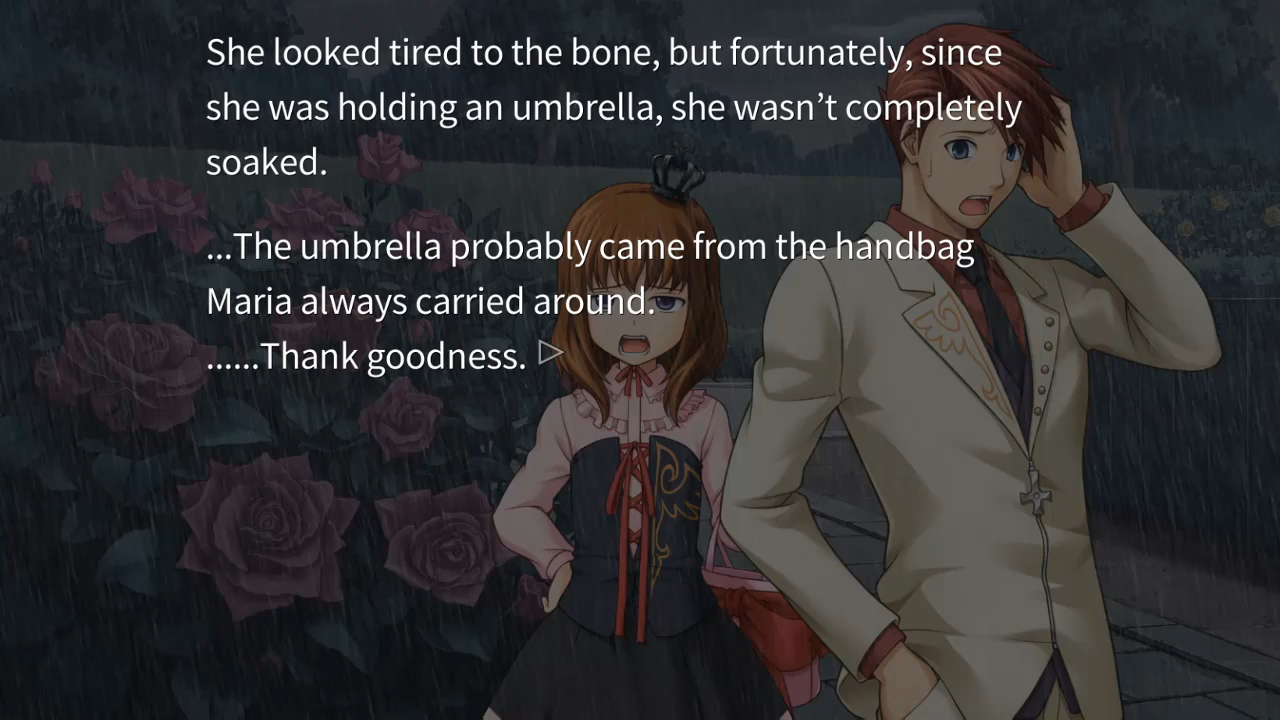 She looked tired to the bone, but fortunately, since
she was holding an umbrella, she wasn’t completely
soaked.
...The umbrella probably came from the handbag
Maria always carried around.
......Thank goodness.